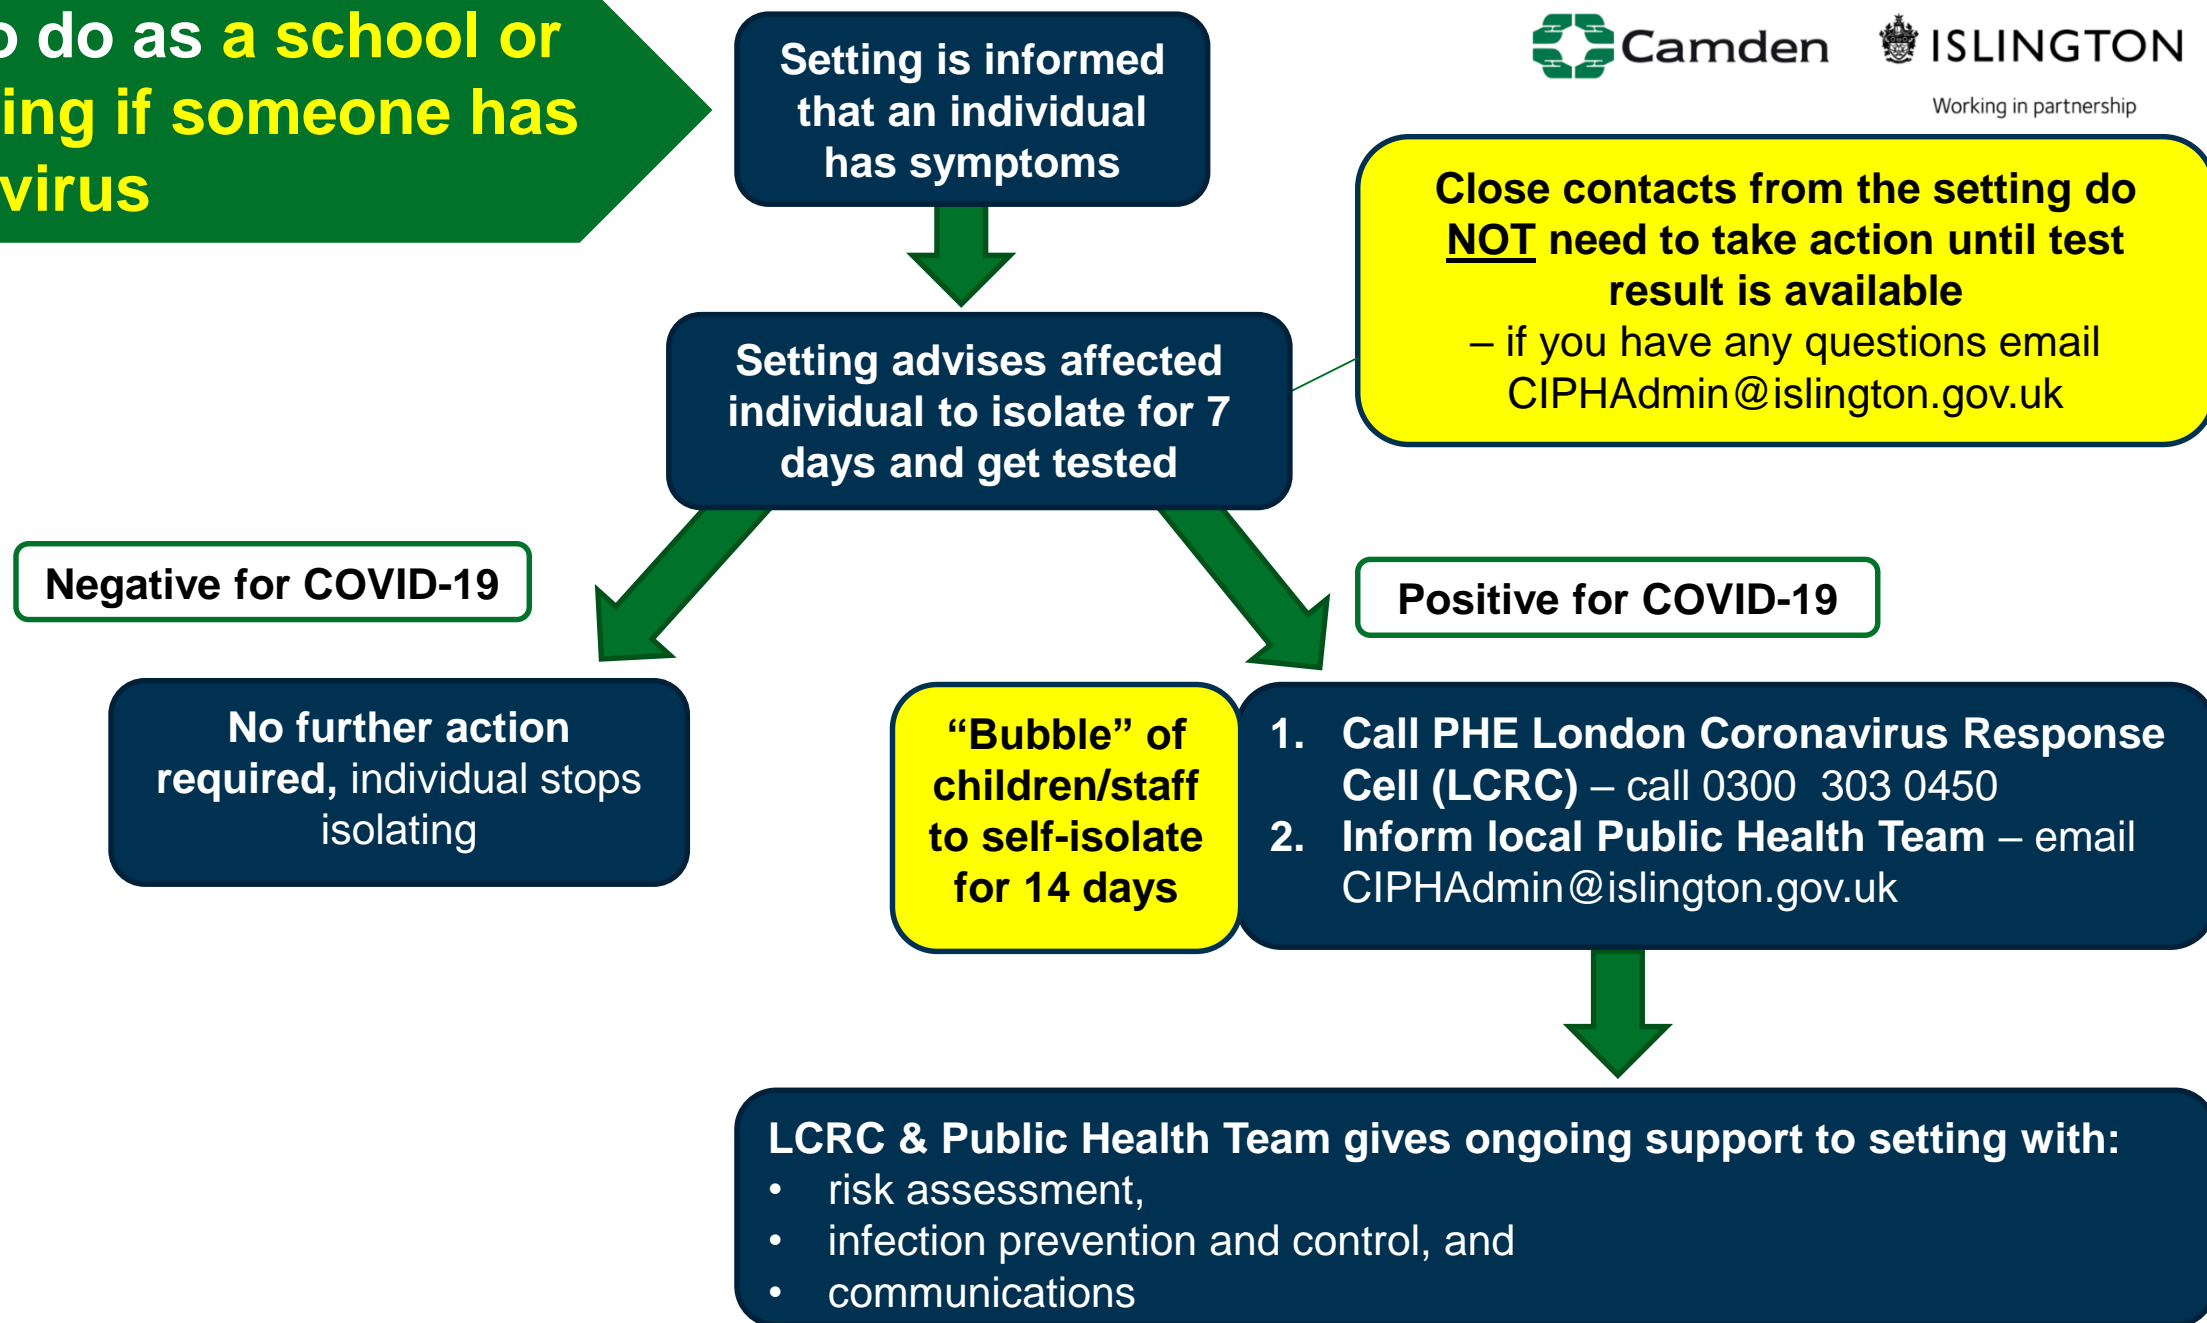 o do as a school or
ing if someone has
virus
Setting is informed
that an individual
has symptoms
Camden
ISLINGTON
Working in partnership
Close contacts from the setting do
NOT need to take action until test
result is available
– if you have any questions email
CIPHAdmin@islington.gov.uk
Setting advises affected
individual to isolate for 7
days and get tested
Negative for COVID-19
Positive for COVID-19
No further action
required, individual stops
isolating
“Bubble” of
children/staff
to self-isolate
for 14 days
1. Call PHE London Coronavirus Response
Cell (LCRC) – call 0300 303 0450
2. Inform local Public Health Team – email
CIPHAdmin@islington.gov.uk
LCRC & Public Health Team gives ongoing support to setting with:
• risk assessment,
• infection prevention and control, and
• communications